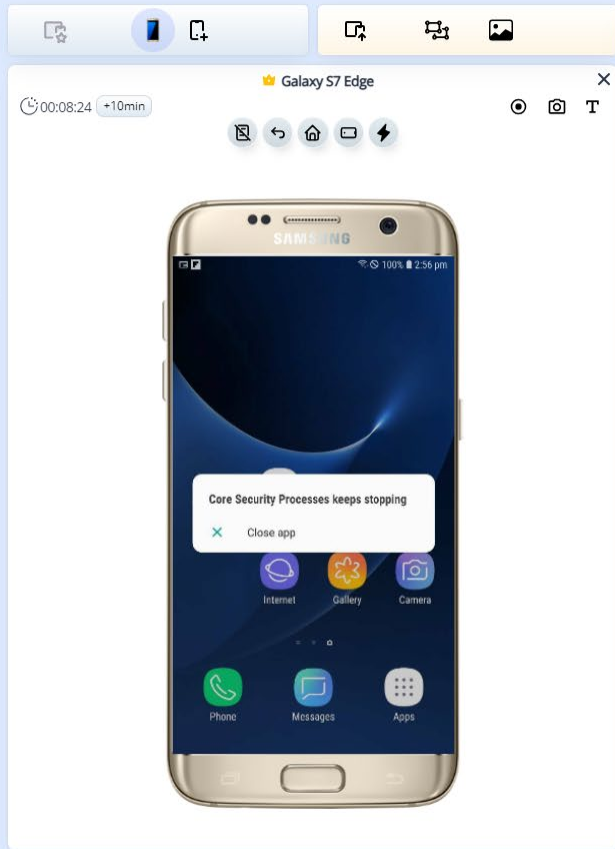 Galaxy S7 Edge
00:08:24 +10min
T
SAMSUNG
100% 2:56 pm
Core Security Processes keeps stopping
Close app
Internet Gallery Camera
Phone Messages Apps